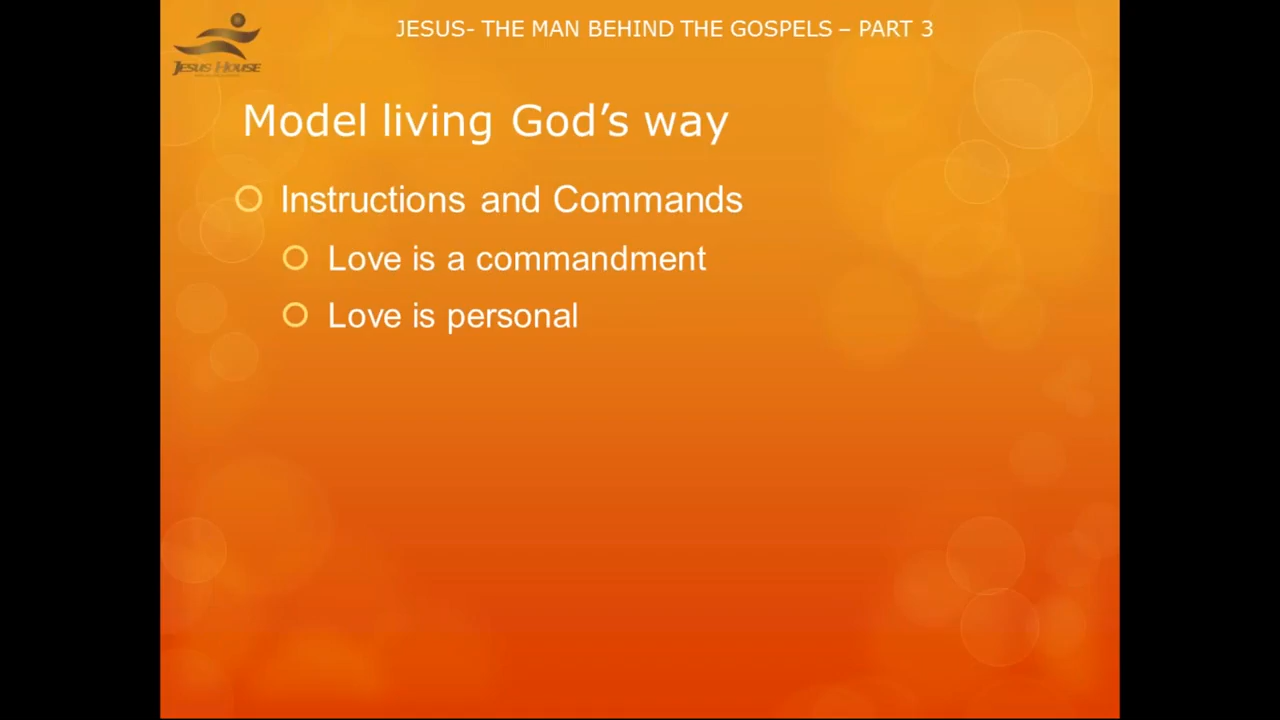 JESUS- THE MAN BEHIND THE GOSPELS – PART 3
JESUS HOUSE
Model living God’s way
Instructions and Commands
Love is a commandment
Love is personal